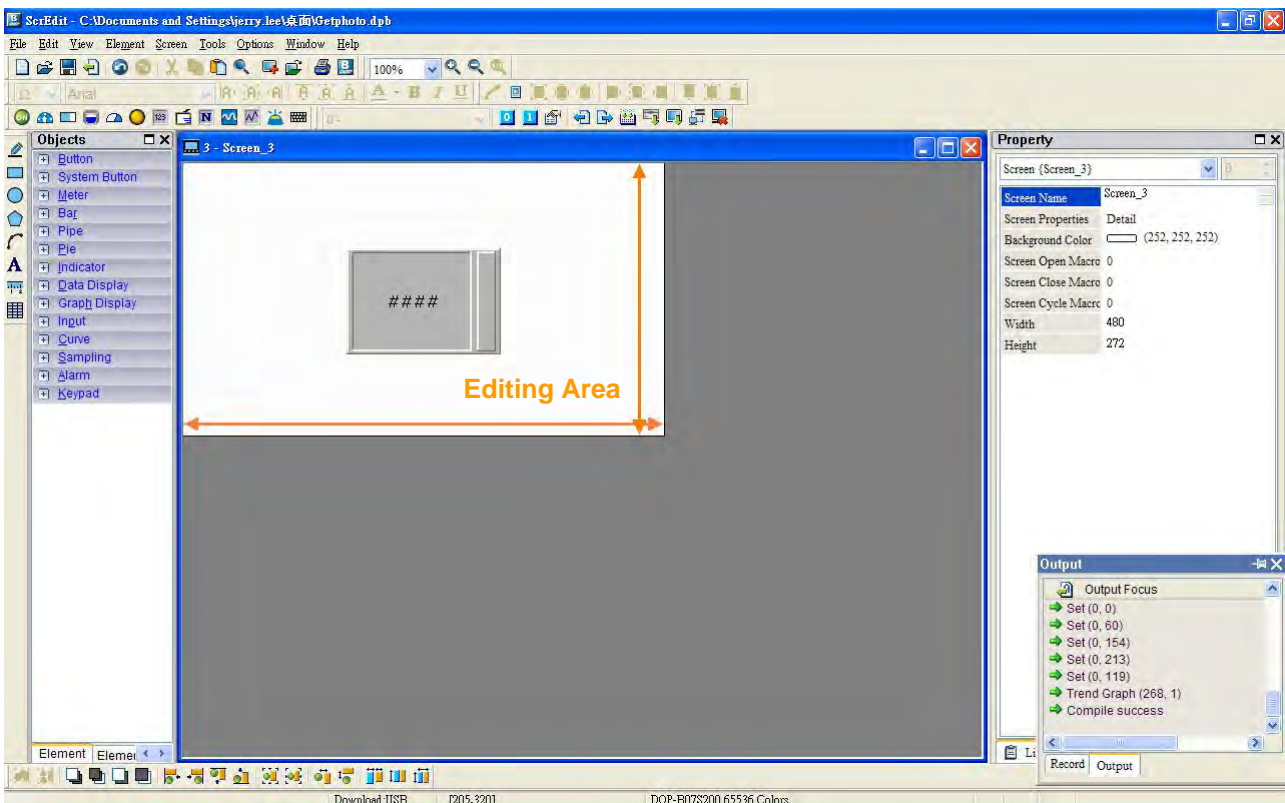 ScrEdit - C:\Documents and Settings\jerry.lee\桌面\Getphoto.dpb
File Edit View Element Screen Tools Options Window Help
100%
Arial
Objects
Button
System Button
Meter
Bar
Pipe
Pie
Indicator
Data Display
Graph Display
Input
Curve
Sampling
Alarm
Keypad
Element
3 - Screen_3
####
Editing Area
Property
Screen {Screen_3}
Screen Name Screen_3
Screen Properties Detail
Background Color (252, 252, 252)
Screen Open Macro 0
Screen Close Macro 0
Screen Cycle Macro 0
Width 480
Height 272
Output
Output Focus
Set (0, 0)
Set (0, 60)
Set (0, 154)
Set (0, 213)
Set (0, 119)
Trend Graph (268, 1)
Compile success
Record Output
Download:USB [205,320] DOP-B07S200 65536 Colors